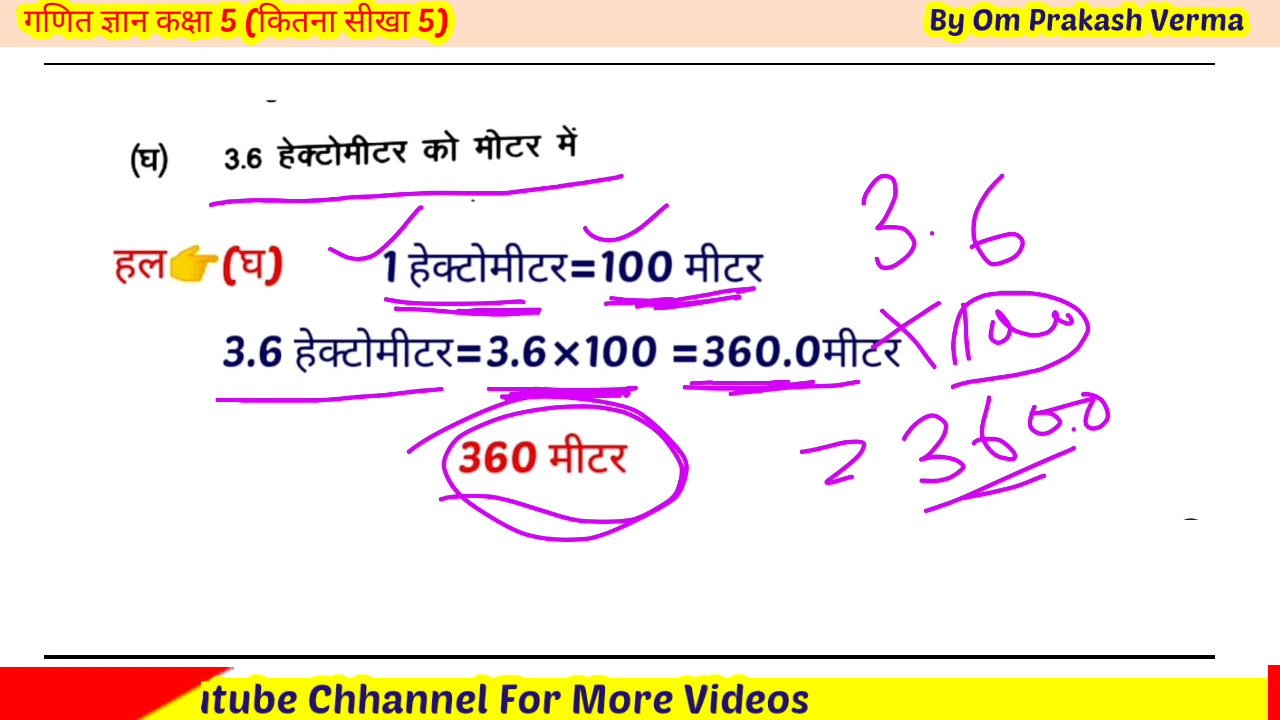 गणित ज्ञान कक्षा 5 (कितना सीखा 5)
By Om Prakash Verma
(घ) 3.6 हेक्टोमीटर को मीटर में
हल👉(घ) 1 हेक्टोमीटर=100 मीटर
3.6 हेक्टोमीटर=3.6×100 =360.0मीटर
360 मीटर
3.6
×100
= 360.0
utube Chhannel For More Videos